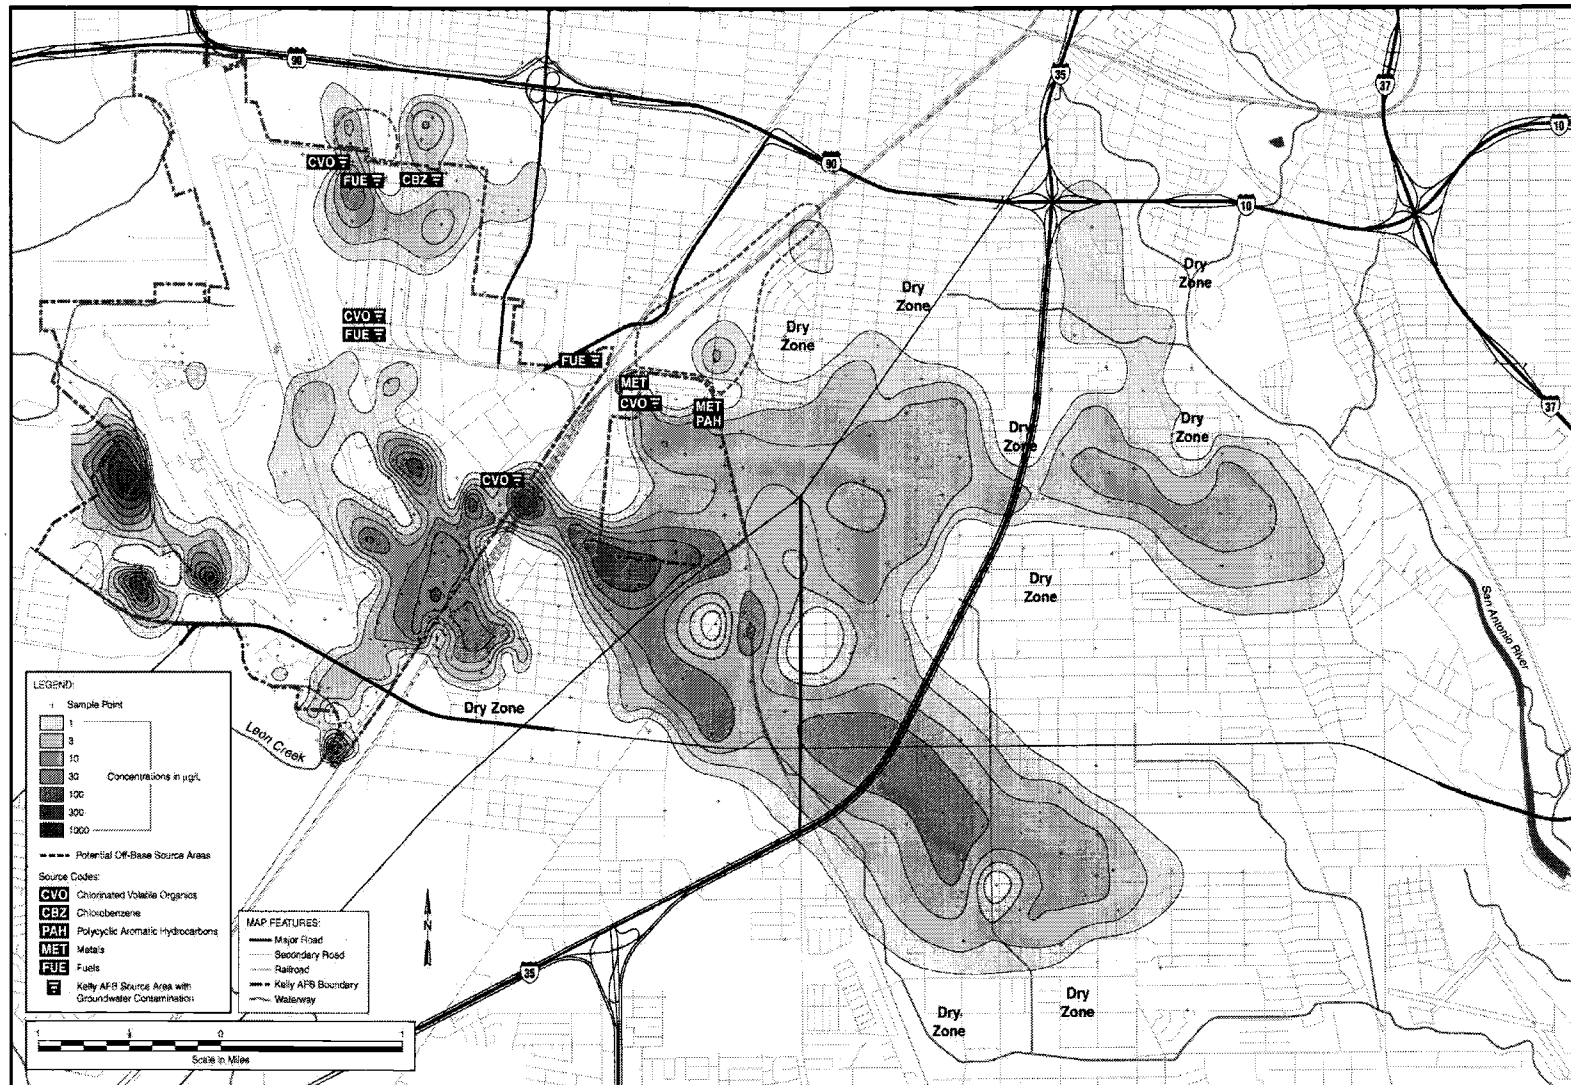 90
35
37
10
CVO
FUE
CBZ
90
10
Dry
Zone
Dry
Zone
CVO
FUE
Dry
Zone
FUE
MET
CVO
MET
PAH
37
Dry
Zone
Dry
Zone
CVO
Dry
Zone
San Antonio River
LEGEND:
Sample Point
1
3
10
30
100
300
1000
Concentrations in µg/L
Potential Off-Base Source Areas
Source Codes:
CVO Chlorinated Volatile Organics
CBZ Chlorobenzene
PAH Polycyclic Aromatic Hydrocarbons
MET Metals
FUE Fuels
Kelly AFB Source Area with
Groundwater Contamination
Leon Creek
Dry Zone
N
MAP FEATURES:
Major Road
Secondary Road
Railroad
Kelly AFB Boundary
Waterway
35
Dry
Zone
Dry
Zone
1
0
1
Scale in Miles